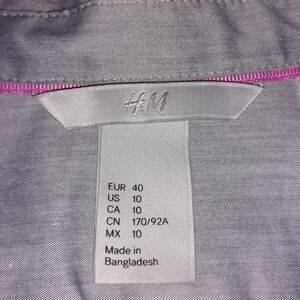 H&M
EUR 40
US 10
CA 10
CN 170/92A
MX 10
Made in
Bangladesh